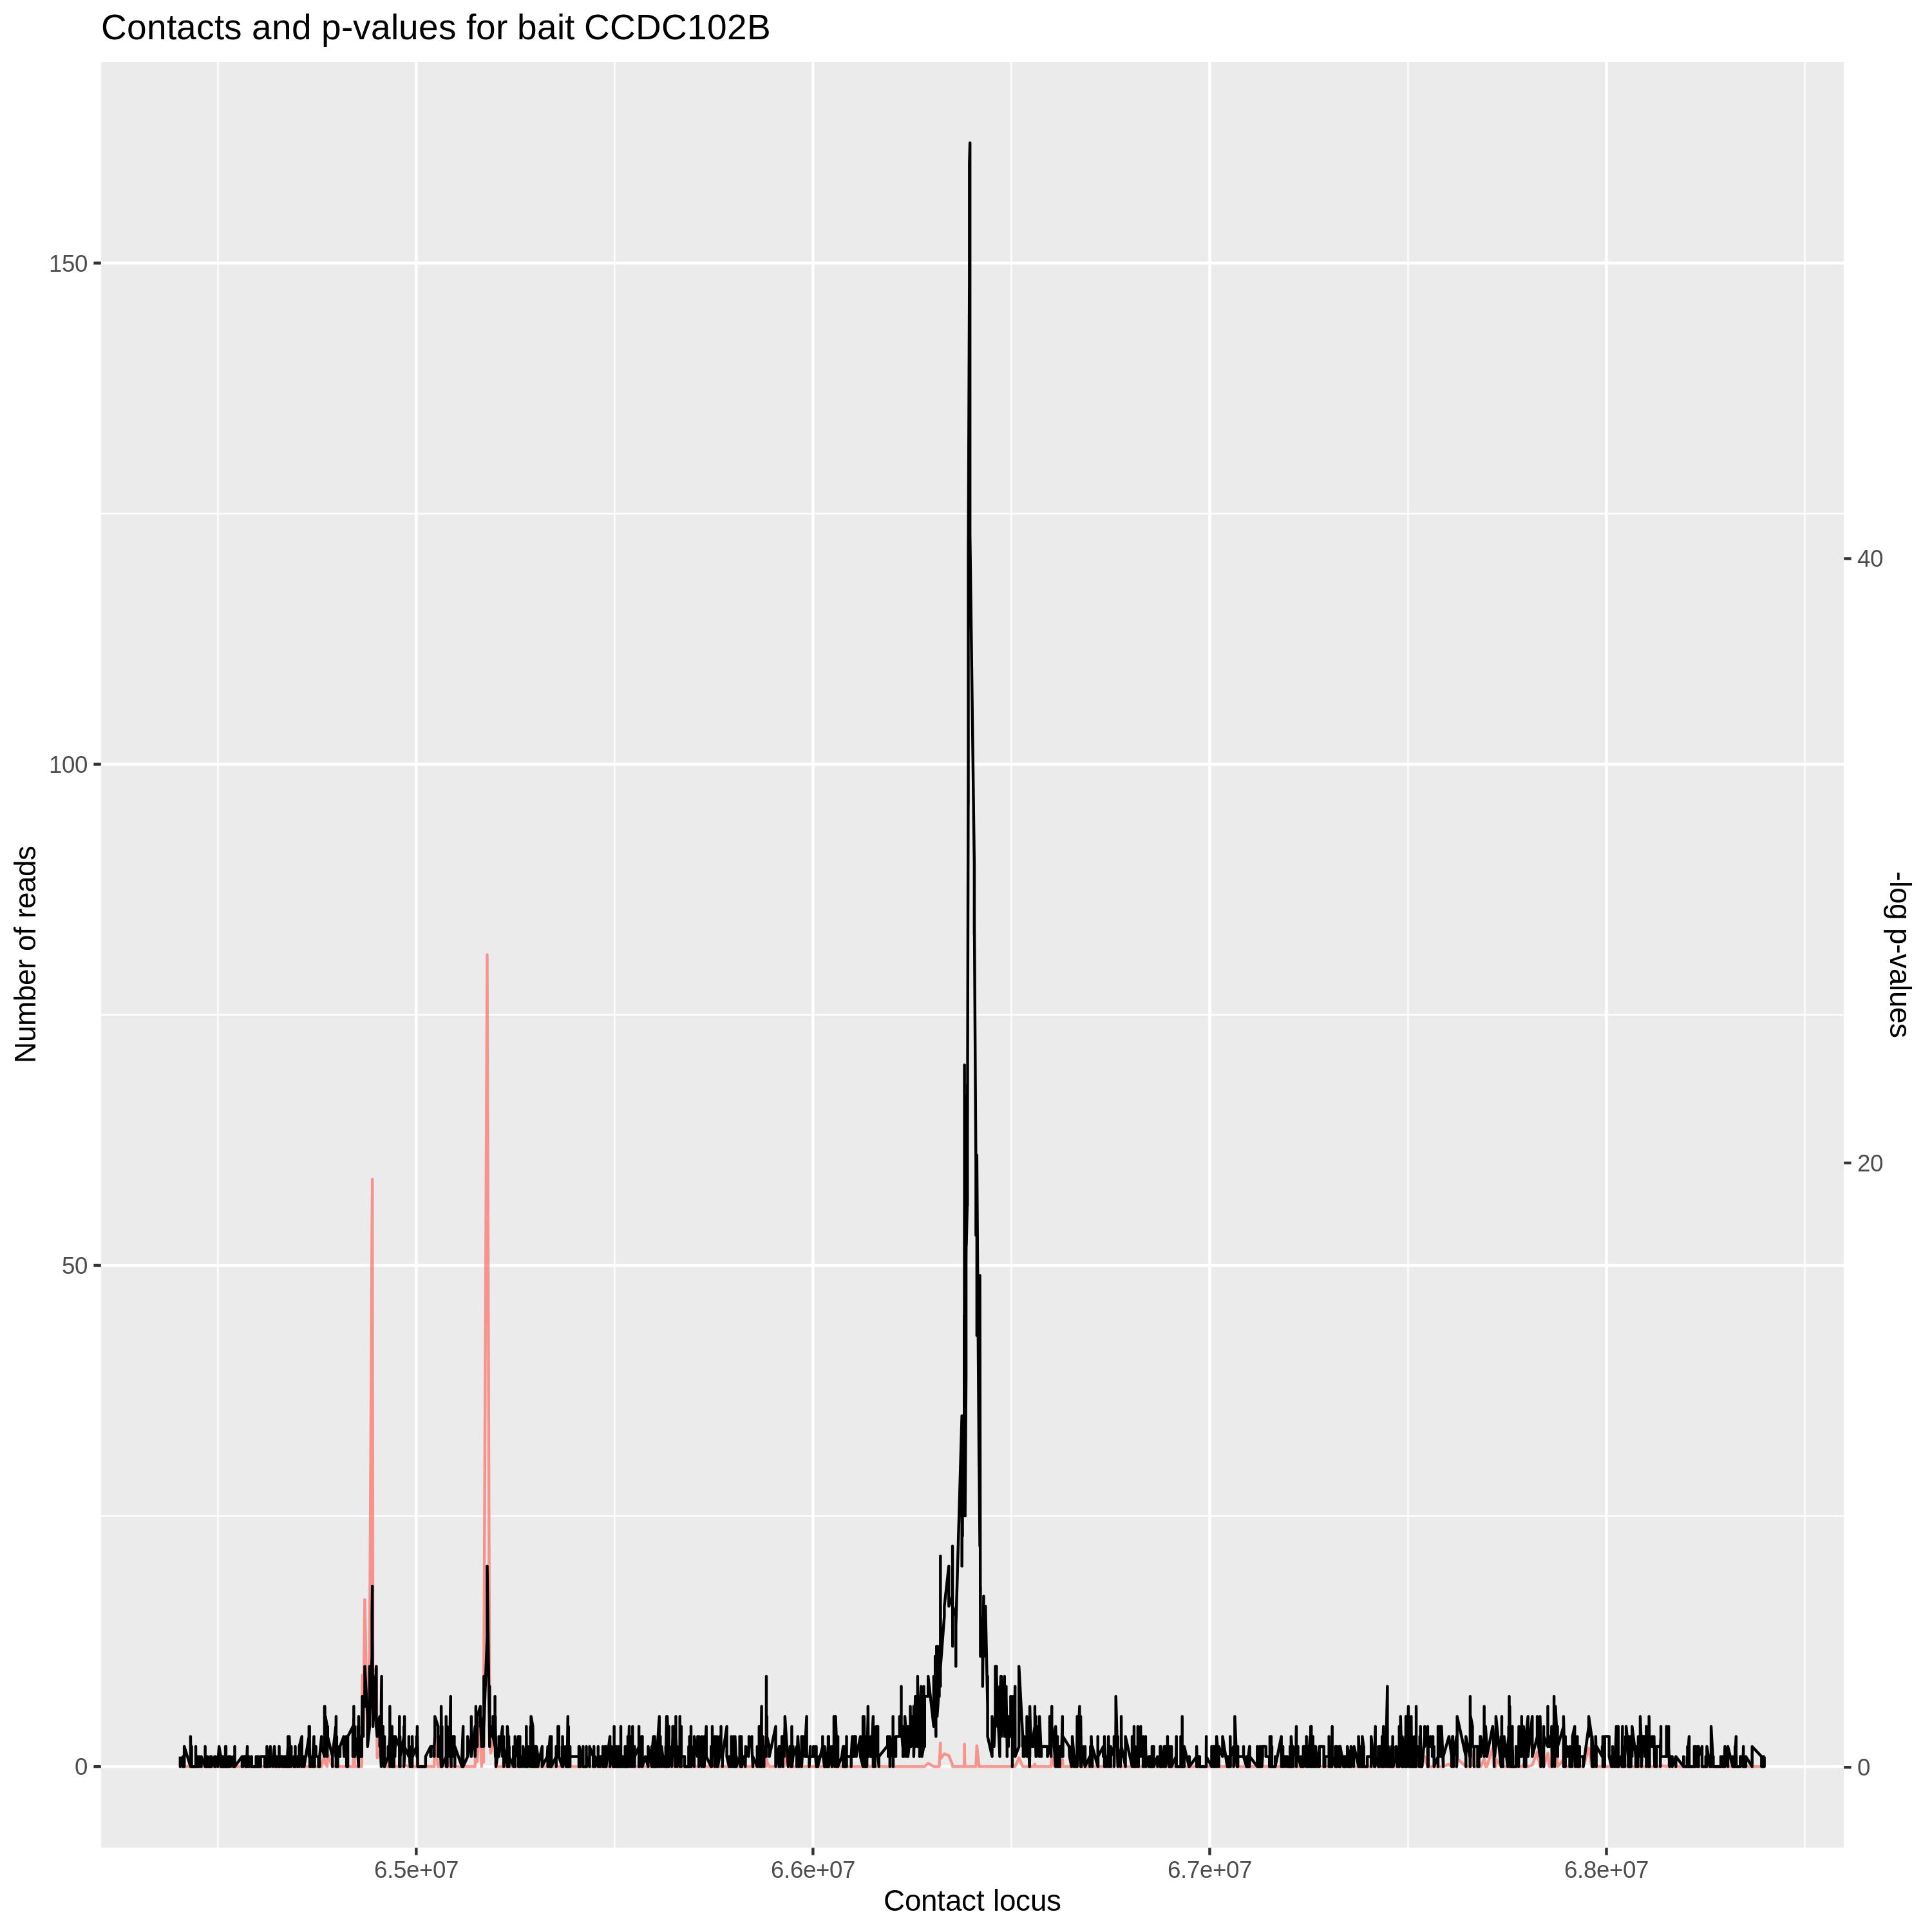 Contacts and p-values for bait CCDC102B
150
100
50
0
Number of reads
40
20
0
-log p-values
6.5e+07
6.6e+07
6.7e+07
6.8e+07
Contact locus